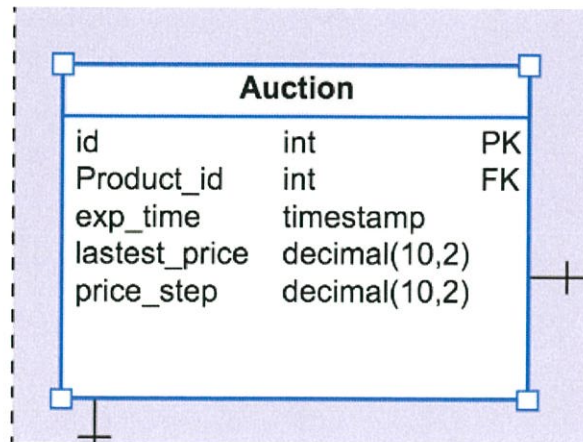 Auction
id int PK
Product_id int FK
exp_time timestamp
lastest_price decimal(10,2)
price_step decimal(10,2)